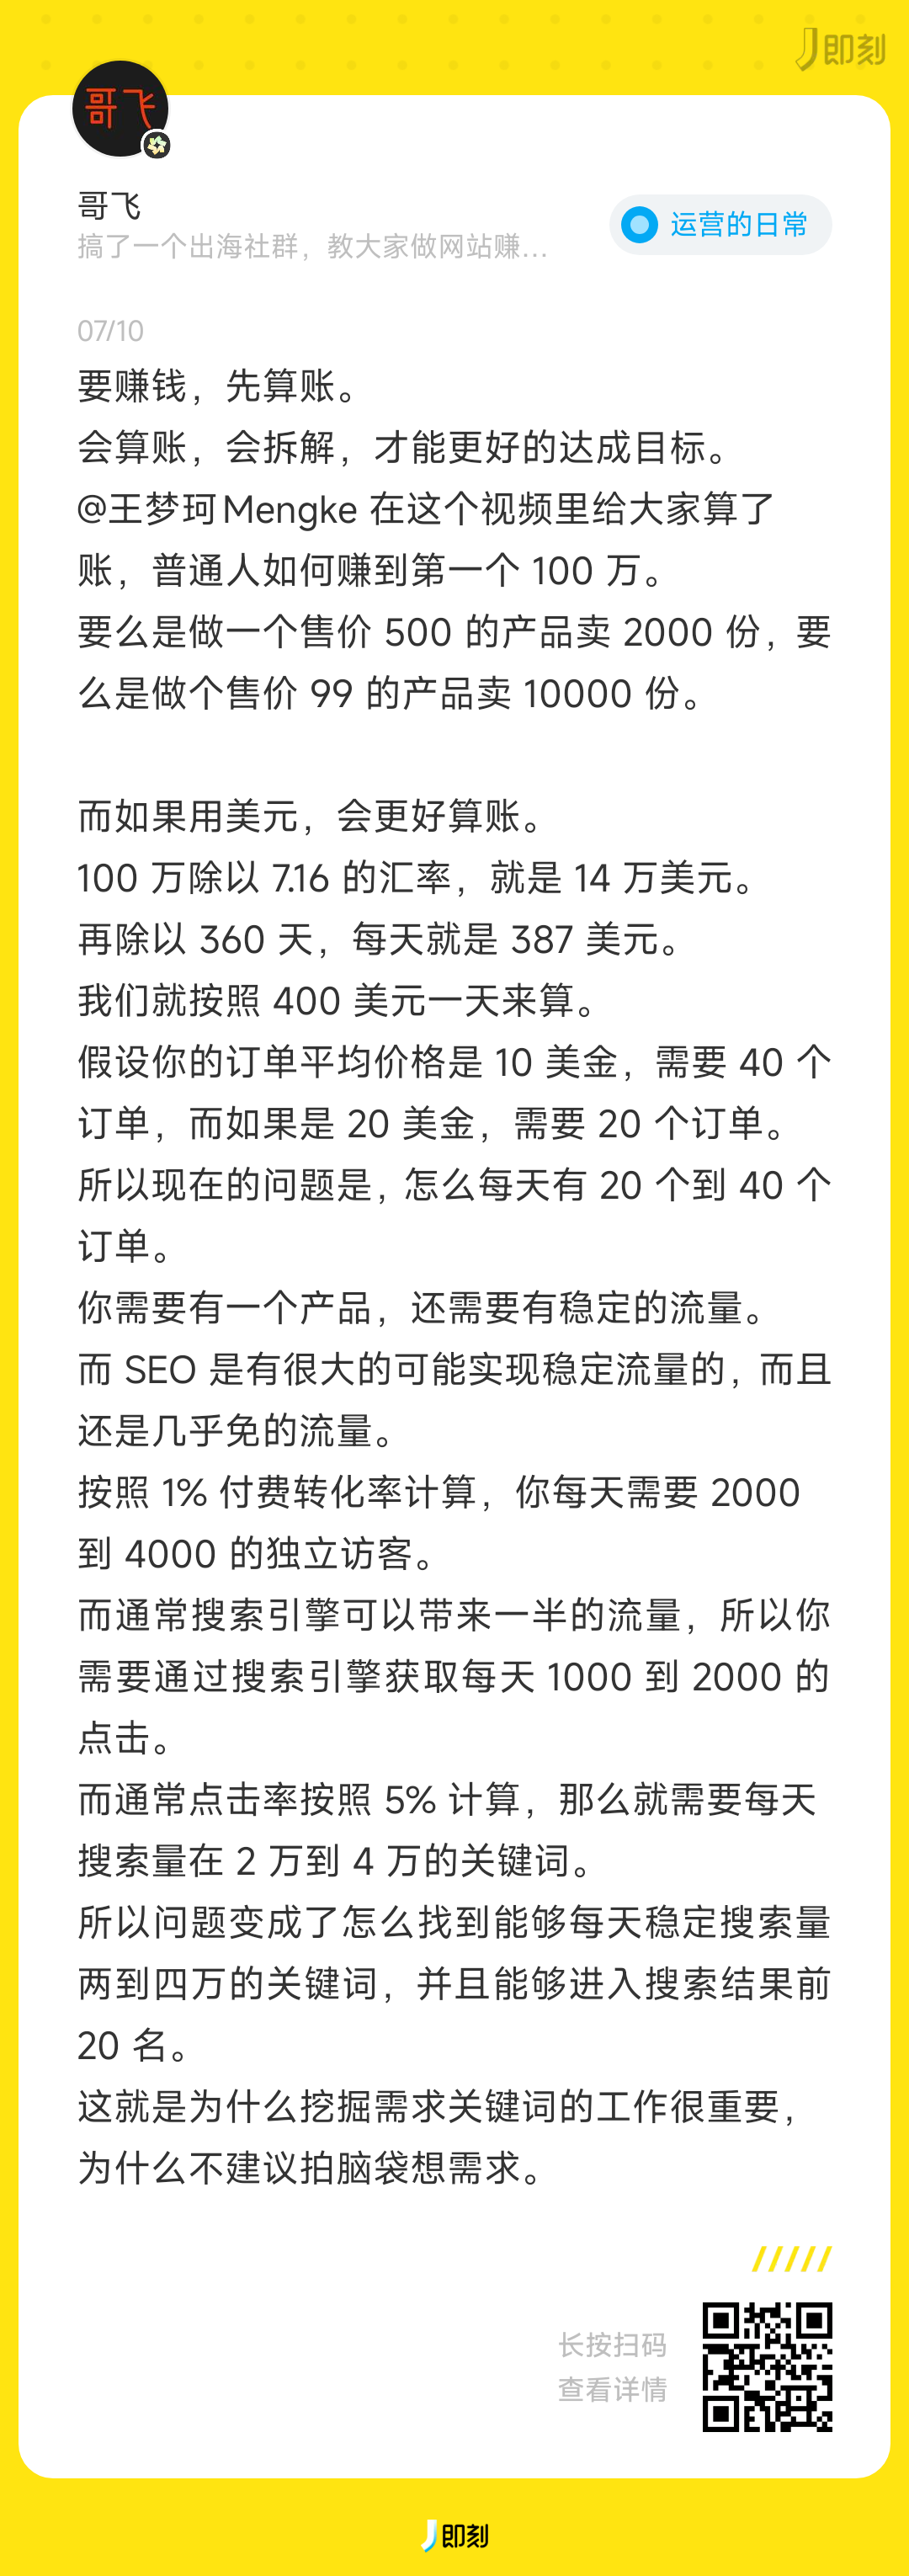 即刻
哥飞
哥飞
搞了一个出海社群，教大家做网站赚...
运营的日常
07/10
要赚钱，先算账。
会算账，会拆解，才能更好的达成目标。
@王梦珂Mengke 在这个视频里给大家算了
账，普通人如何赚到第一个 100 万。
要么是做一个售价 500 的产品卖 2000 份，要
么是做个售价 99 的产品卖 10000 份。
而如果用美元，会更好算账。
100 万除以 7.16 的汇率，就是 14 万美元。
再除以 360 天，每天就是 387 美元。
我们就按照 400 美元一天来算。
假设你的订单平均价格是 10 美金，需要 40 个
订单，而如果是 20 美金，需要 20 个订单。
所以现在的问题是，怎么每天有 20 个到 40 个
订单。
你需要有一个产品，还需要有稳定的流量。
而 SEO 是有很大的可能实现稳定流量的，而且
还是几乎免的流量。
按照 1% 付费转化率计算，你每天需要 2000
到 4000 的独立访客。
而通常搜索引擎可以带来一半的流量，所以你
需要通过搜索引擎获取每天 1000 到 2000 的
点击。
而通常点击率按照 5% 计算，那么就需要每天
搜索量在 2 万到 4 万的关键词。
所以问题变成了怎么找到能够每天稳定搜索量
两到四万的关键词，并且能够进入搜索结果前
20 名。
这就是为什么挖掘需求关键词的工作很重要，
为什么不建议拍脑袋想需求。
长按扫码
查看详情
即刻